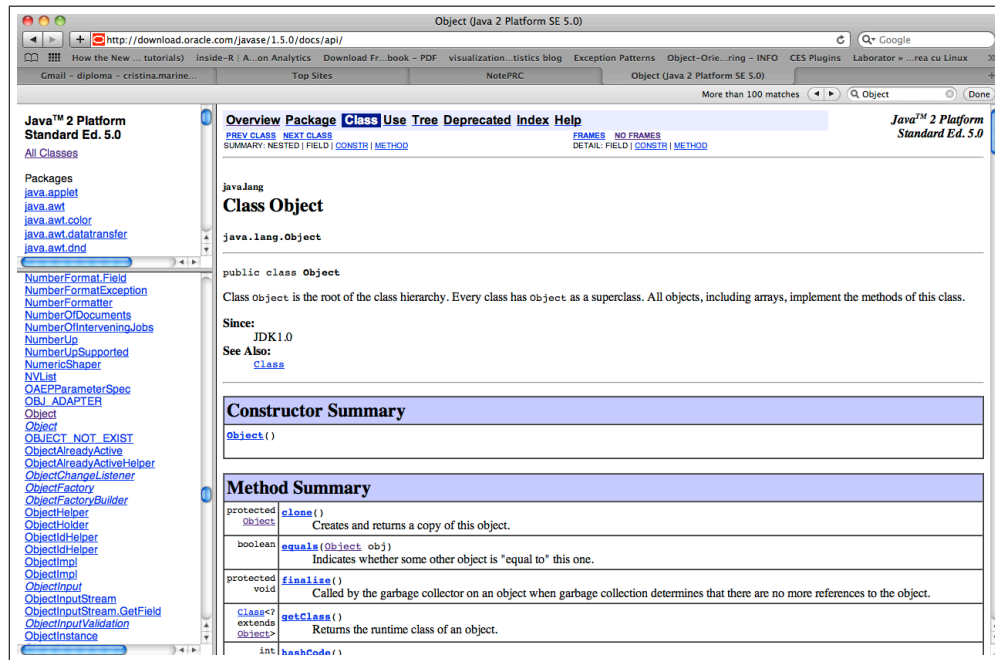 Object (Java 2 Platform SE 5.0)
http://download.oracle.com/javase/1.5.0/docs/api/
Google
How the New ... tutorials) inside-R | A...on Analytics Download Fr...book - PDF visualization...tistics blog Exception Patterns Object-Orie...ring - INFO CES Plugins Laborator » ...rea cu Linux
Gmail - diploma - cristina.marine... Top Sites NotePRC Object (Java 2 Platform SE 5.0)
More than 100 matches Object Done
Java™ 2 Platform
Standard Ed. 5.0
All Classes
Packages
java.applet
java.awt
java.awt.color
java.awt.datatransfer
java.awt.dnd
NumberFormat.Field
NumberFormatException
NumberFormatter
NumberOfDocuments
NumberOfInterveningJobs
NumberUp
NumberUpSupported
NumericShaper
NVList
OAEPParameterSpec
OBJ_ADAPTER
Object
Object
OBJECT_NOT_EXIST
ObjectAlreadyActive
ObjectAlreadyActiveHelper
ObjectChangeListener
ObjectFactory
ObjectFactoryBuilder
ObjectHelper
ObjectHolder
ObjectIdHelper
ObjectIdHelper
ObjectImpl
ObjectImpl
ObjectInput
ObjectInputStream
ObjectInputStream.GetField
ObjectInputValidation
ObjectInstance
Overview Package Class Use Tree Deprecated Index Help
PREV CLASS NEXT CLASS FRAMES NO FRAMES
SUMMARY: NESTED | FIELD | CONSTR | METHOD DETAIL: FIELD | CONSTR | METHOD
Java™ 2 Platform
Standard Ed. 5.0
java.lang
Class Object
java.lang.Object
public class Object
Class Object is the root of the class hierarchy. Every class has Object as a superclass. All objects, including arrays, implement the methods of this class.
Since:
JDK1.0
See Also:
Class
Constructor Summary
Object()
Method Summary
protected Object clone()
Creates and returns a copy of this object.
boolean equals(Object obj)
Indicates whether some other object is "equal to" this one.
protected void finalize()
Called by the garbage collector on an object when garbage collection determines that there are no more references to the object.
Class<? extends Object> getClass()
Returns the runtime class of an object.
int hashCode()